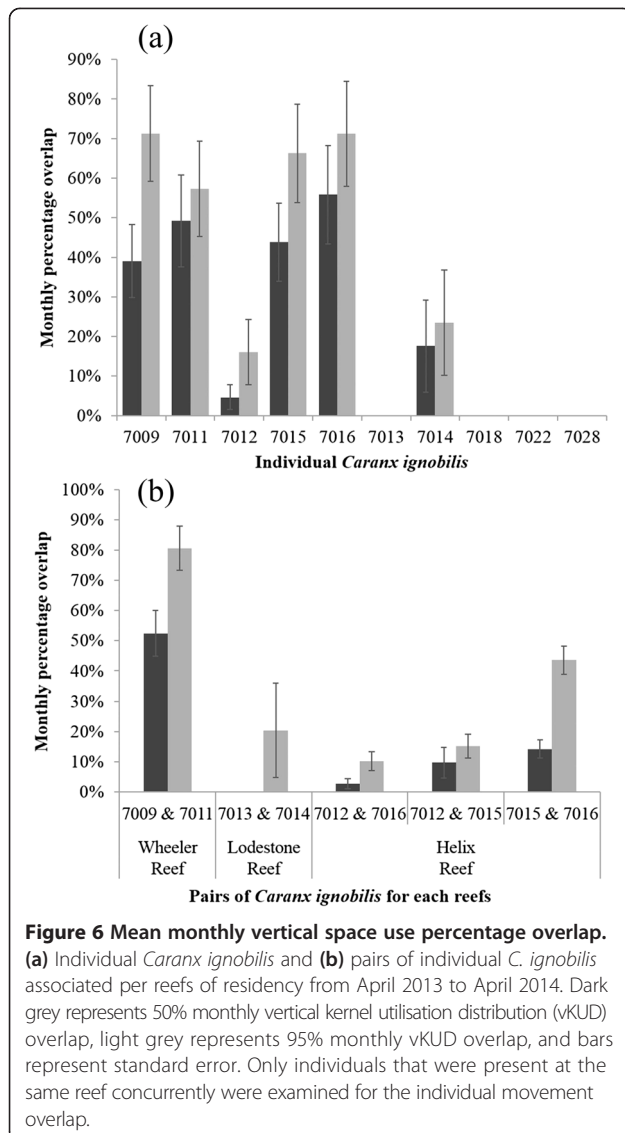 (a)
90%
80%
70%
60%
50%
40%
30%
20%
10%
0%
Monthly percentage overlap
7009 7011 7012 7015 7016 7013 7014 7018 7022 7028
Individual Caranx ignobilis
(b)
100%
90%
80%
70%
60%
50%
40%
30%
20%
10%
0%
Monthly percentage overlap
7009 & 7011 7013 & 7014 7012 & 7016 7012 & 7015 7015 & 7016
Wheeler Lodestone Helix
Reef Reef Reef
Pairs of Caranx ignobilis for each reefs
Figure 6 Mean monthly vertical space use percentage overlap.
(a) Individual Caranx ignobilis and (b) pairs of individual C. ignobilis
associated per reefs of residency from April 2013 to April 2014. Dark
grey represents 50% monthly vertical kernel utilisation distribution (vKUD)
overlap, light grey represents 95% monthly vKUD overlap, and bars
represent standard error. Only individuals that were present at the
same reef concurrently were examined for the individual movement
overlap.